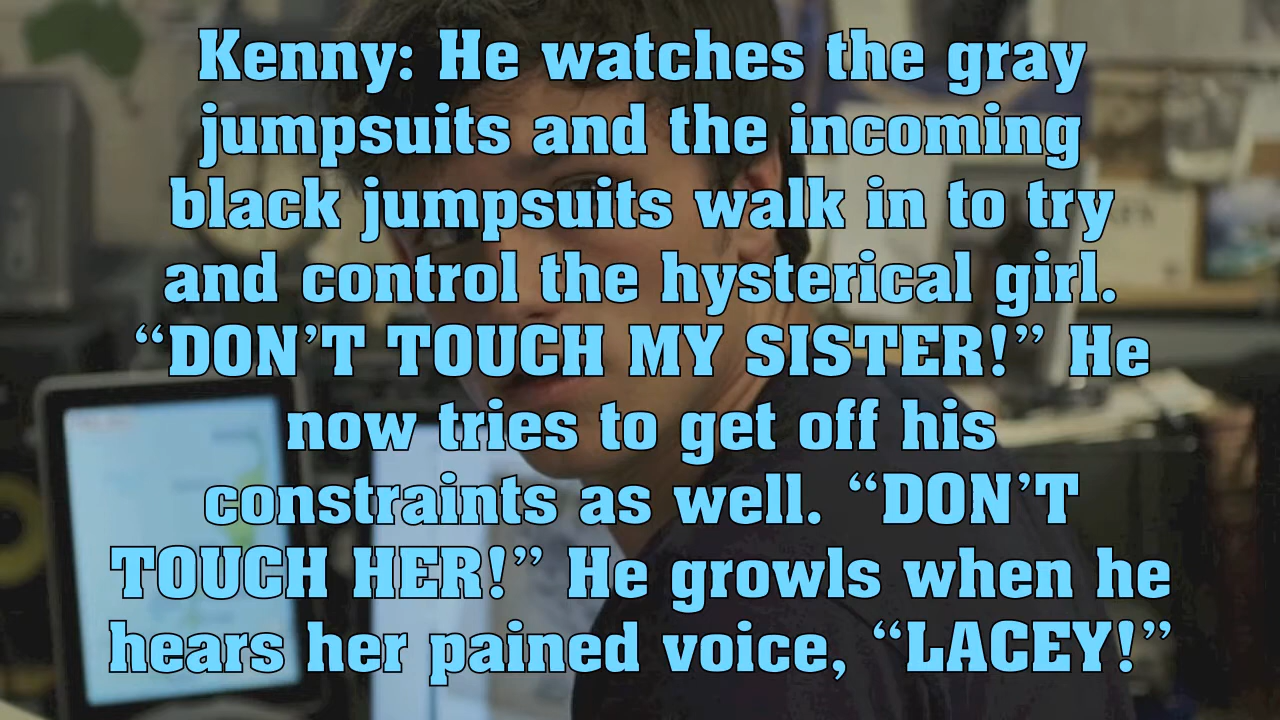 Kenny: He watches the gray
jumpsuits and the incoming
black jumpsuits walk in to try
and control the hysterical girl.
“DON’T TOUCH MY SISTER!” He
now tries to get off his
constraints as well. “DON’T
TOUCH HER!” He growls when he
hears her pained voice, “LACEY!”